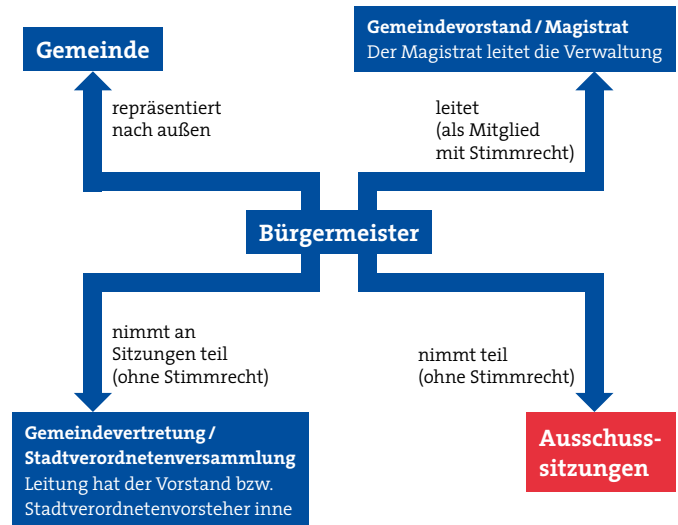 Gemeinde
Gemeindevorstand / Magistrat
Der Magistrat leitet die Verwaltung
repräsentiert
nach außen
leitet
(als Mitglied
mit Stimmrecht)
Bürgermeister
nimmt an
Sitzungen teil
(ohne Stimmrecht)
nimmt teil
(ohne Stimmrecht)
Gemeindevertretung /
Stadtverordnetenversammlung
Leitung hat der Vorstand bzw.
Stadtverordnetenvorsteher inne
Ausschuss-
sitzungen